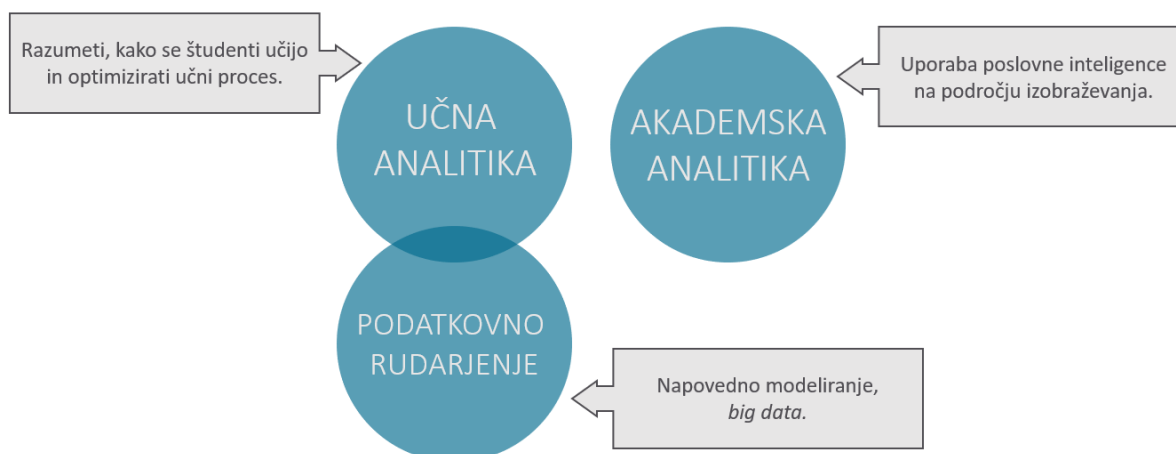 Razumeti, kako se študenti učijo
in optimizirati učni proces.
UČNA
ANALITIKA
AKADEMSKA
ANALITIKA
Uporaba poslovne inteligence
na področju izobraževanja.
PODATKOVNO
RUDARJENJE
Napovedno modeliranje,
big data.